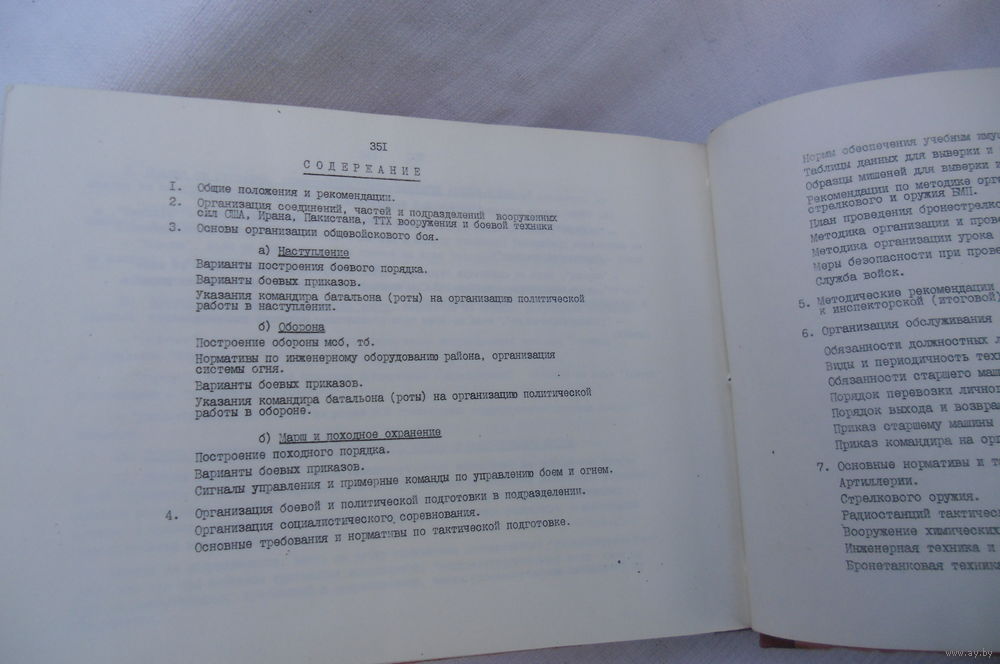 35I
СОДЕРЖАНИЕ
I. Общие положения и рекомендации.
2. Организация соединений, частей и подразделений вооруженных
сил США, Ирана, Пакистана, ТТХ вооружения и боевой техники
3. Основы организации общевойскового боя.
а) Наступление
Варианты построения боевого порядка.
Варианты боевых приказов.
Указания командира батальона (роты) на организацию политической
работы в наступлении.
б) Оборона
Построение обороны мсб, тб.
Нормативы по инженерному оборудованию района, организация
системы огня.
Варианты боевых приказов.
Указания командира батальона (роты) на организацию политической
работы в обороне.
б) Марш и походное охранение
Построение походного порядка.
Варианты боевых приказов.
Сигналы управления и примерные команды по управлению боем и огнем.
4. Организация боевой и политической подготовки в подразделении.
Организация социалистического соревнования.
Основные требования и нормативы по тактической подготовке.
Нормы обеспечения учебным
Таблицы данных для выверки и
Образцы мишеней для выверки и
Рекомендации по методике
стрелкового и оружия БМП.
План проведения
Методика организации и
Методика организации урока
Меры безопасности при
Служба войск.
5. Методические рекомендации
к инспекторской (итоговой)
6. Организация обслуживания
Обязанности должностных
Виды и периодичность
Обязанности старшего
Порядок перевозки
Порядок выхода и
Приказ старшему машины
Приказ командира на
7. Основные нормативы и
Артиллерии.
Стрелкового оружия.
Радиостанций
Вооружение химических
Инженерная техника и
Бронетанковая техника
www.ay.by